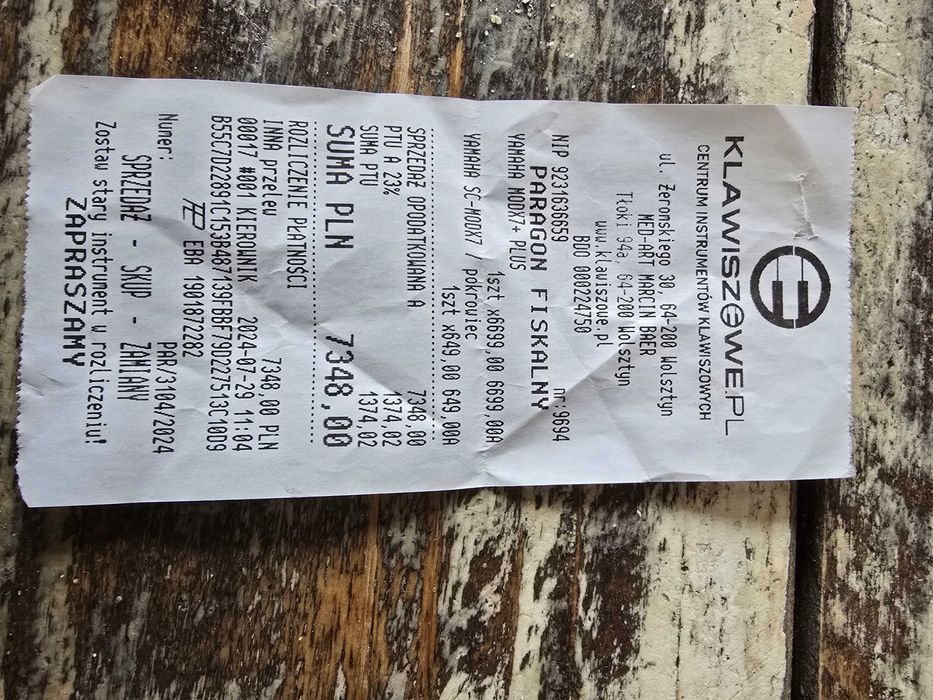 KLAWISZOWE.PL
CENTRUM INSTRUMENTÓW KLAWISZOWYCH
ul. Żeromskiego 30, 64-200 Wolsztyn
MED-ART MARCIN BAER
Tłoki 94a, 64-200 Wolsztyn
www.klawiszowe.pl
BDO 000724750
NIP 9231636659 nr:9694
PARAGON FISKALNY
YAMAHA MODX7+ PLUS
1szt x6699,00 6699,00A
YAMAHA SC-MODX7 / pokrowiec
1szt x649,00 649,00A
SPRZEDAŻ OPODATKOWANA A 7348,00
PTU A 23% 1374,02
SUMA PTU 1374,02
SUMA PLN 7348,00
ROZLICZENIE PŁATNOŚCI
INNA przelew 7348,00 PLN
00017 #001 KIEROWNIK 2024-07-29 11:04
B55C7D22891C453B487139FB8F73D227513C10D9
EBA 1901872202
Numer: PAR/3104/2024
SPRZEDAŻ - SKUP - ZAMIANY
Zostaw stary instrument w rozliczeniu!
ZAPRASZAMY